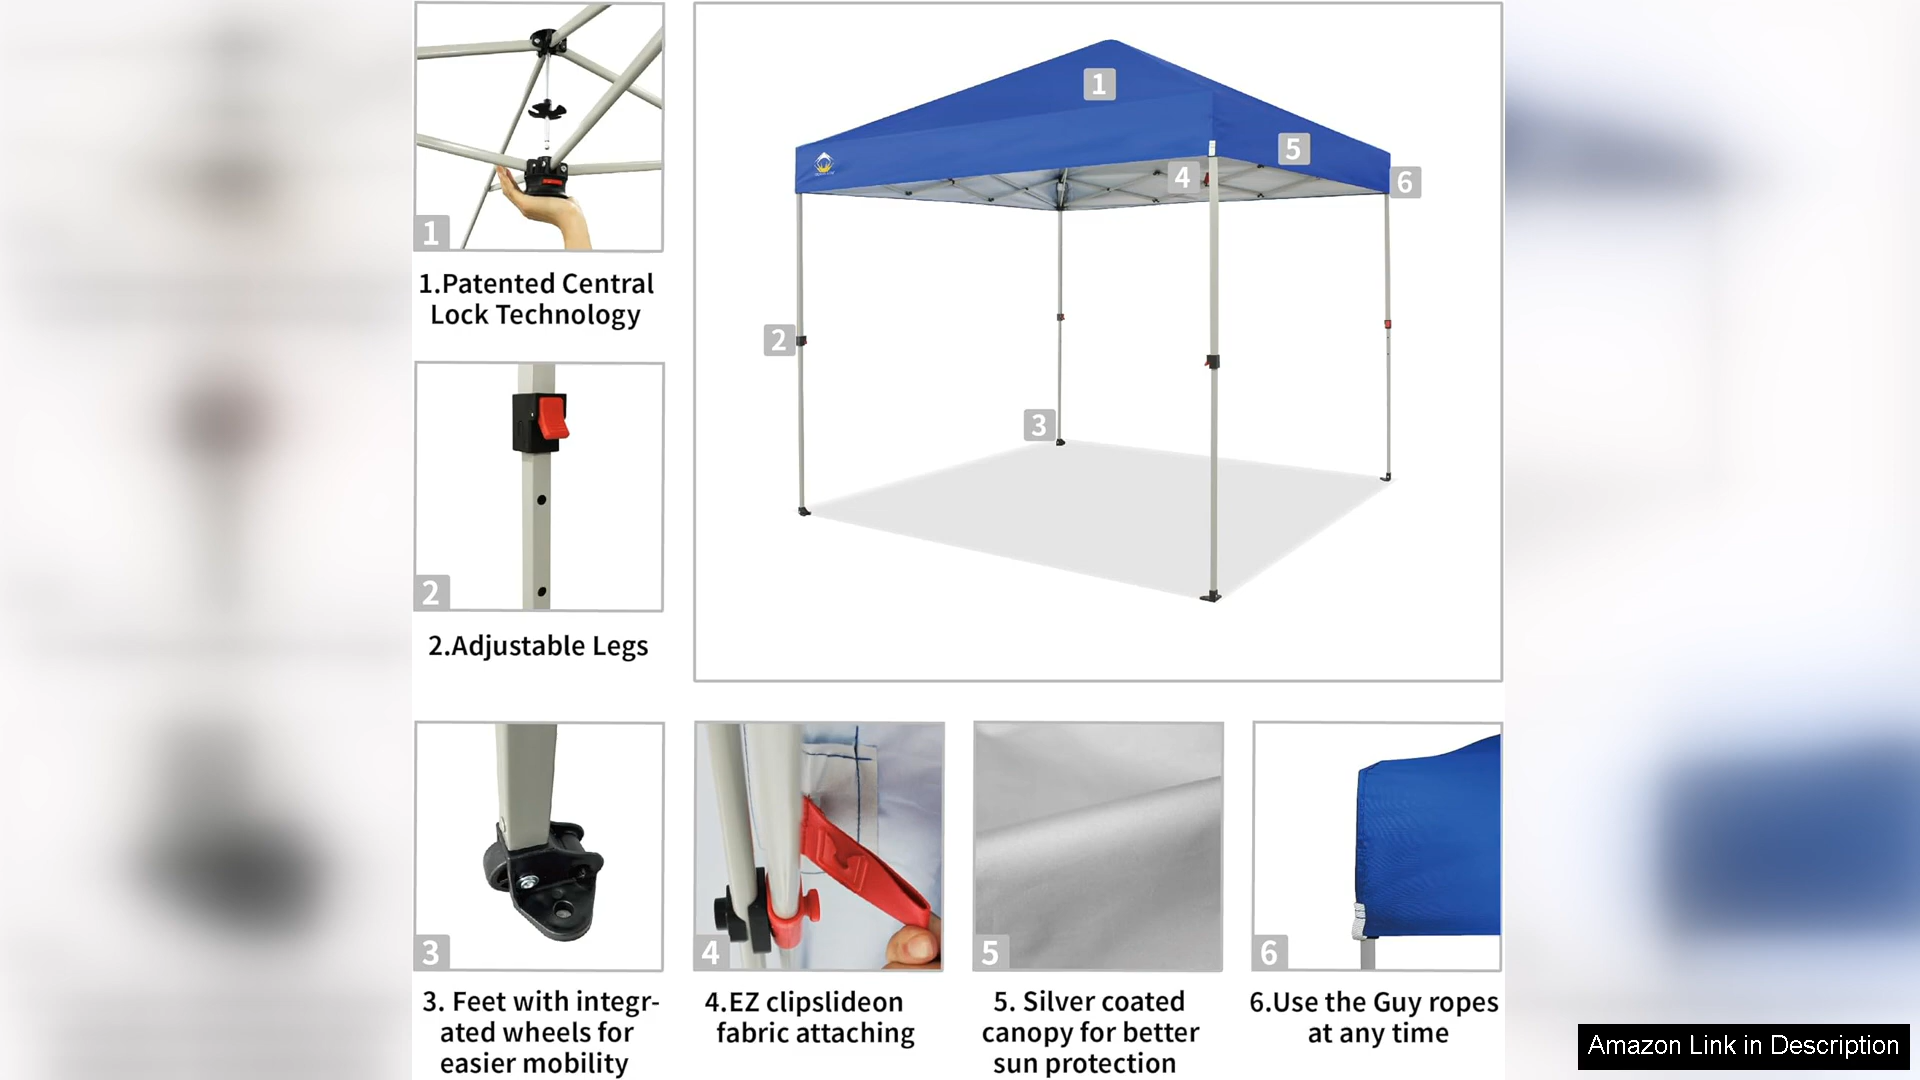 1
1.Patented Central
Lock Technology
2
2.Adjustable Legs
1
5
4
6
2
3
3
3. Feet with integr-
ated wheels for
easier mobility
4
4.EZ clipslideon
fabric attaching
5
5. Silver coated
canopy for better
sun protection
6
6.Use the Guy ropes
at any time
Amazon Link in Description